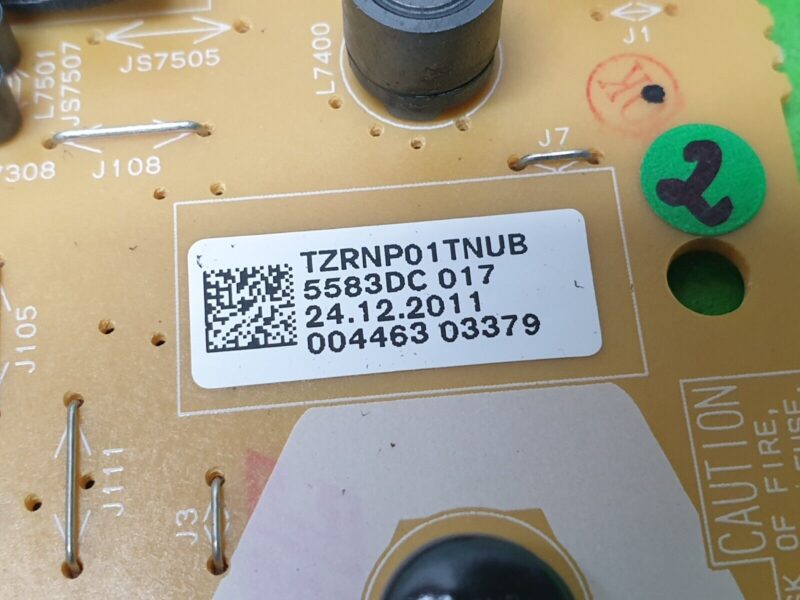 JS7505
J1
L7501
JS7507
L7400
OK
J7
7308
J108
2
TZRNP01TNUB
5583DC 017
24.12.2011
004463 03379
J105
J111
J3
CAUTION
OF FIRE,